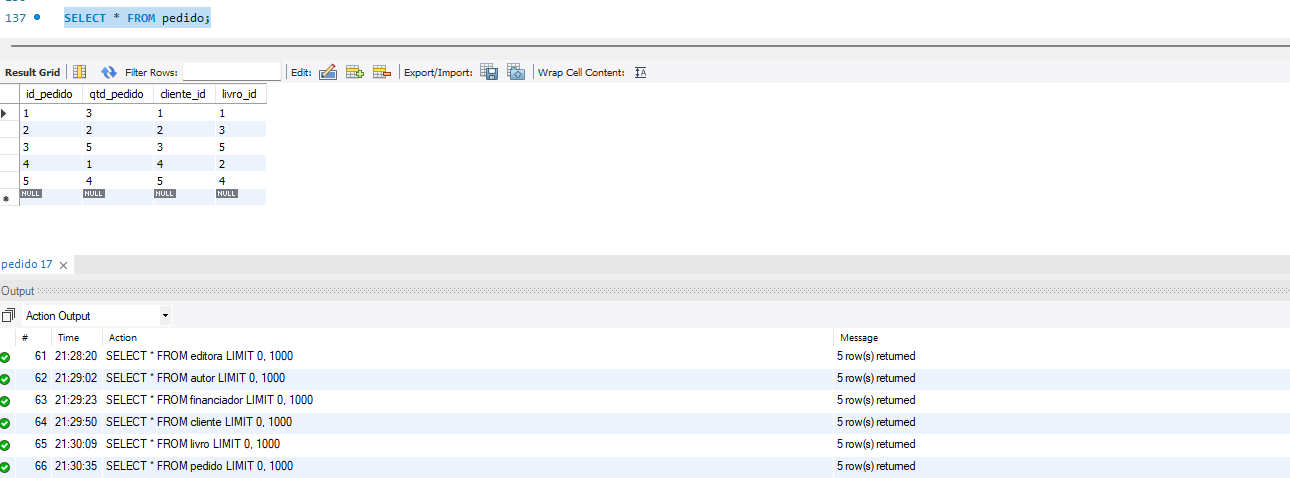 137 SELECT * FROM pedido;
Result Grid Filter Rows: Edit: Export/Import: Wrap Cell Content:
id_pedido qtd_pedido cliente_id livro_id
1 3 1 1
2 2 2 3
3 5 3 5
4 1 4 2
5 4 5 4
NULL NULL NULL NULL
pedido 17
Output
Action Output
# Time Action Message
61 21:28:20 SELECT * FROM editora LIMIT 0, 1000 5 row(s) returned
62 21:29:02 SELECT * FROM autor LIMIT 0, 1000 5 row(s) returned
63 21:29:23 SELECT * FROM financiador LIMIT 0, 1000 5 row(s) returned
64 21:29:50 SELECT * FROM cliente LIMIT 0, 1000 5 row(s) returned
65 21:30:09 SELECT * FROM livro LIMIT 0, 1000 5 row(s) returned
66 21:30:35 SELECT * FROM pedido LIMIT 0, 1000 5 row(s) returned